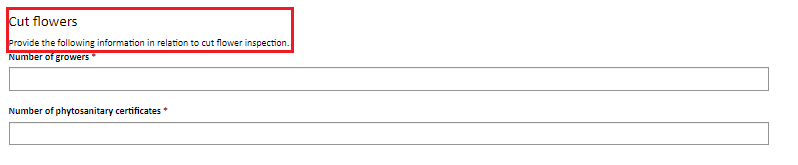 Cut flowers
Provide the following information in relation to cut flower inspection.
Number of growers *
Number of phytosanitary certificates *